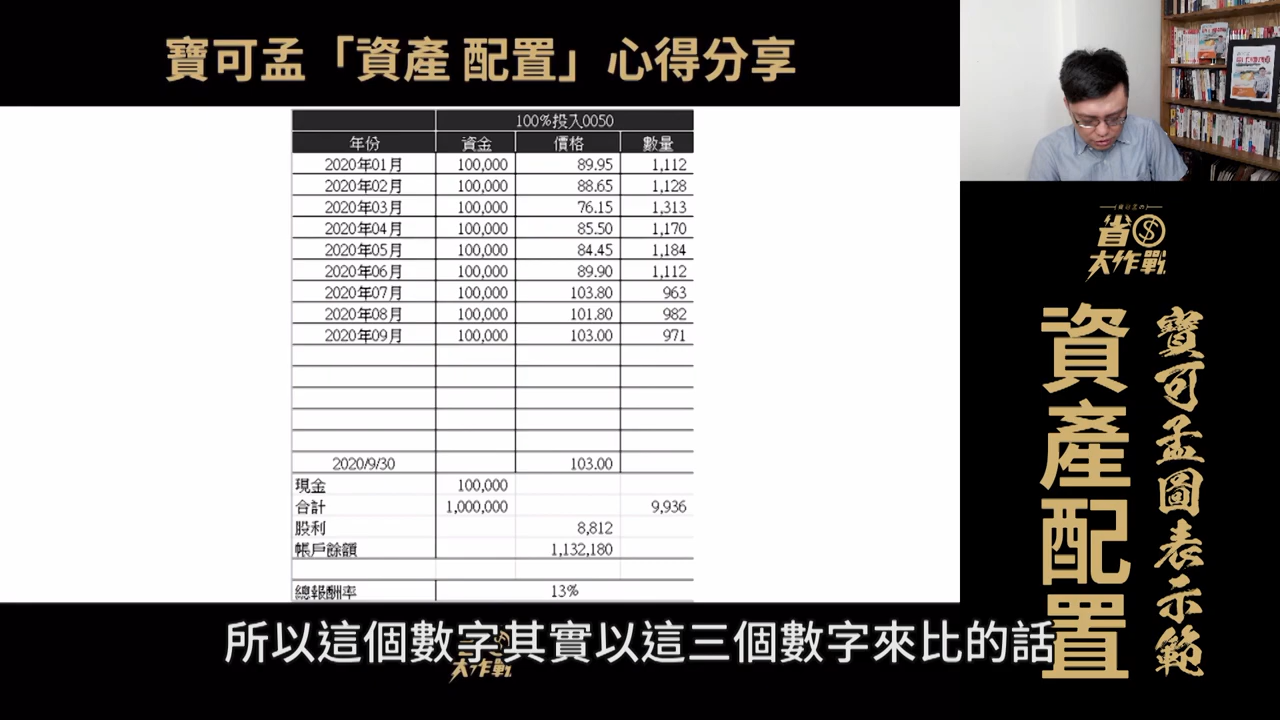 寶可孟「資產 配置」心得分享
100%投入0050
年份 資金 價格 數量
2020年01月 100,000 89.95 1,112
2020年02月 100,000 88.65 1,128
2020年03月 100,000 76.15 1,313
2020年04月 100,000 85.50 1,170
2020年05月 100,000 84.45 1,184
2020年06月 100,000 89.90 1,112
2020年07月 100,000 103.80 963
2020年08月 100,000 101.80 982
2020年09月 100,000 103.00 971
2020/9/30 103.00
現金 100,000
合計 1,000,000 9,936
股利 8,812
帳戶餘額 1,132,180
總報酬率 13%
省$
大作戰
資產配置
寶可孟圖表示範
所以這個數字其實以這三個數字來比的話
大作戰